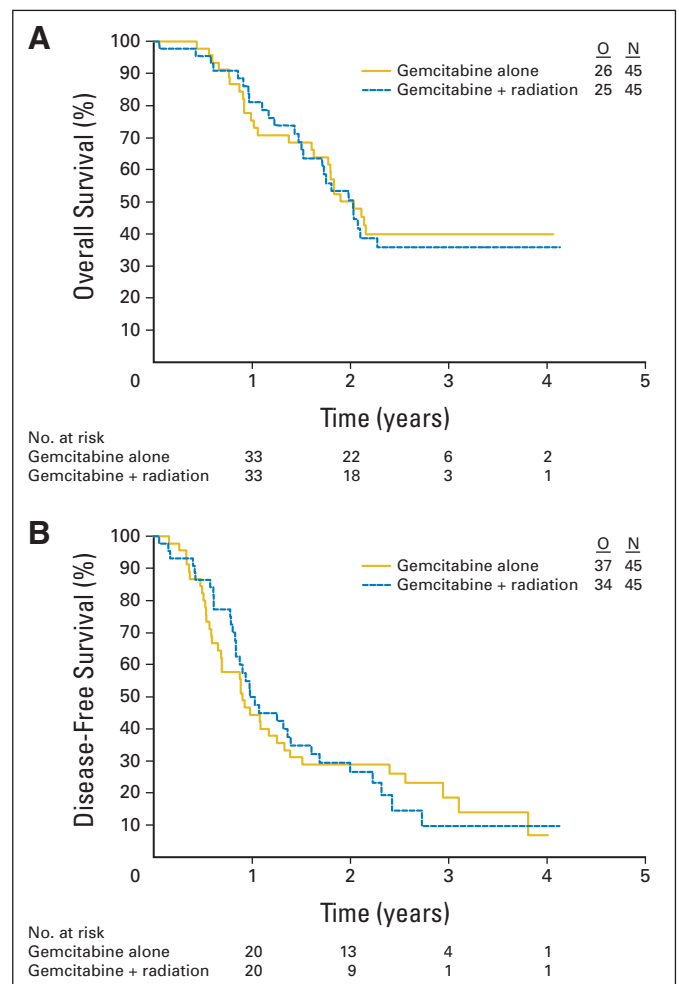 A
Overall Survival (%)
100
90
80
70
60
50
40
30
20
10
0
1
2
3
4
5
Time (years)
O N
Gemcitabine alone 26 45
Gemcitabine + radiation 25 45
No. at risk
Gemcitabine alone 33 22 6 2
Gemcitabine + radiation 33 18 3 1
B
Disease-Free Survival (%)
100
90
80
70
60
50
40
30
20
10
0
1
2
3
4
5
Time (years)
O N
Gemcitabine alone 37 45
Gemcitabine + radiation 34 45
No. at risk
Gemcitabine alone 20 13 4 1
Gemcitabine + radiation 20 9 1 1